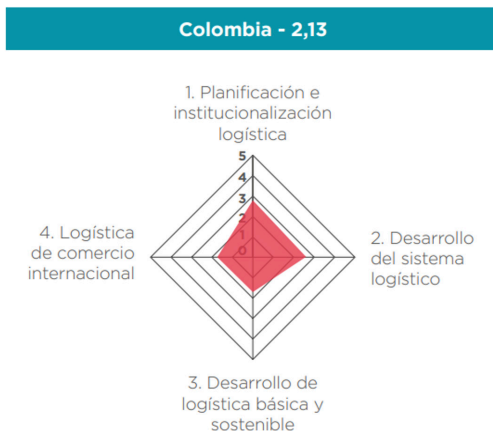 Colombia - 2,13
1. Planificación e
institucionalización
logística
5
4
3
2
1
0
4. Logística
de comercio
internacional
2. Desarrollo
del sistema
logístico
3. Desarrollo de
logística básica y
sostenible